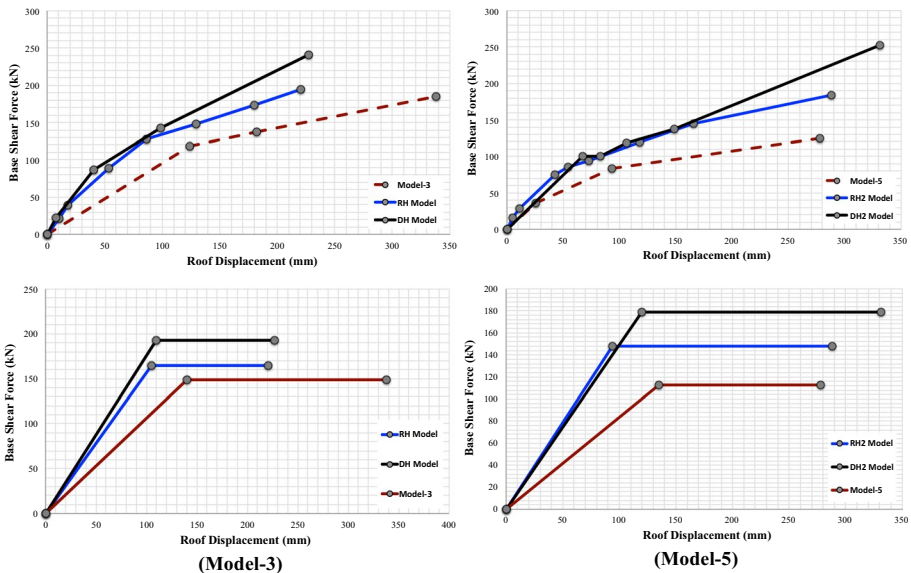 300
250
200
150
100
50
0
Base Shear Force (kN)
0 50 100 150 200 250 300 350
Roof Displacement (mm)
Model-3
RH Model
DH Model
300
250
200
150
100
50
0
Base Shear Force (kN)
0 50 100 150 200 250 300 350
Roof Displacement (mm)
Model-5
RH2 Model
DH2 Model
250
200
150
100
50
0
Base Shear Force (kN)
0 50 100 150 200 250 300 350 400
Roof Displacement (mm)
RH Model
DH Model
Model-3
(Model-3)
200
180
160
140
120
100
80
60
40
20
0
Base Shear Force (kN)
0 50 100 150 200 250 300 350
Roof Displacement (mm)
RH2 Model
DH2 Model
Model-5
(Model-5)